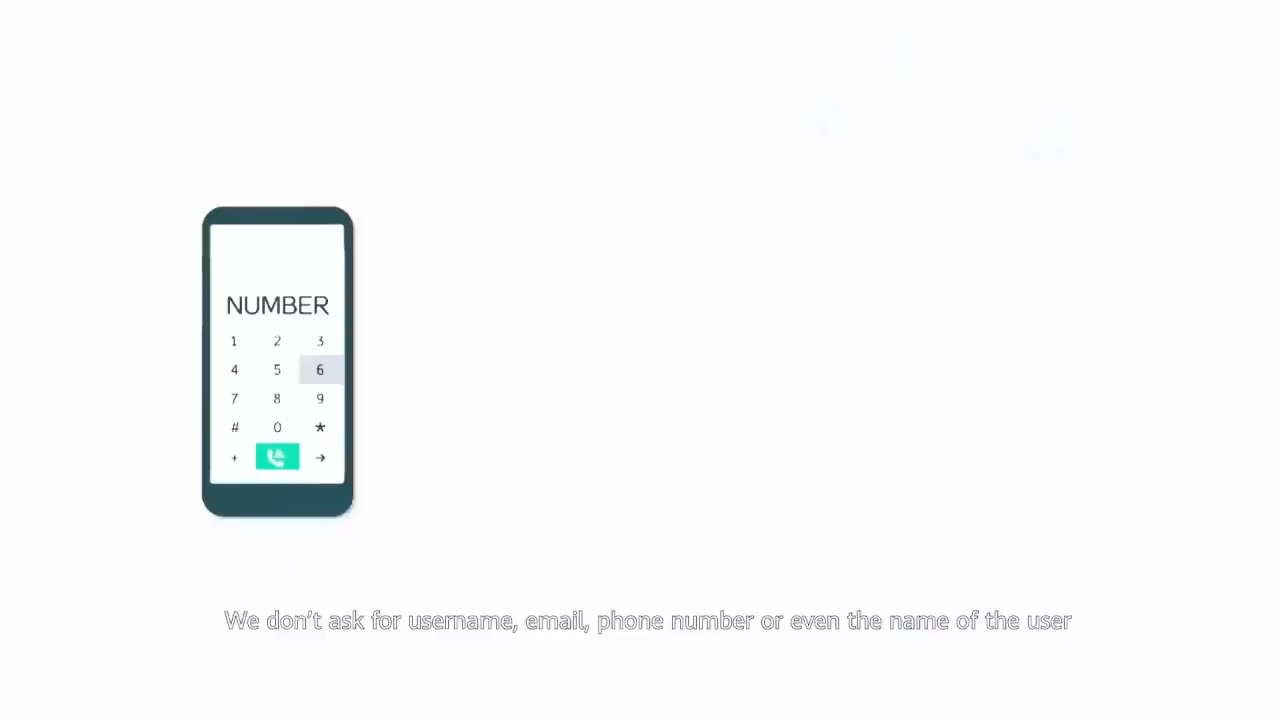 NUMBER
1 2 3
4 5 6
7 8 9
# 0 *
+ →
We don't ask for username, email, phone number or even the name of the user